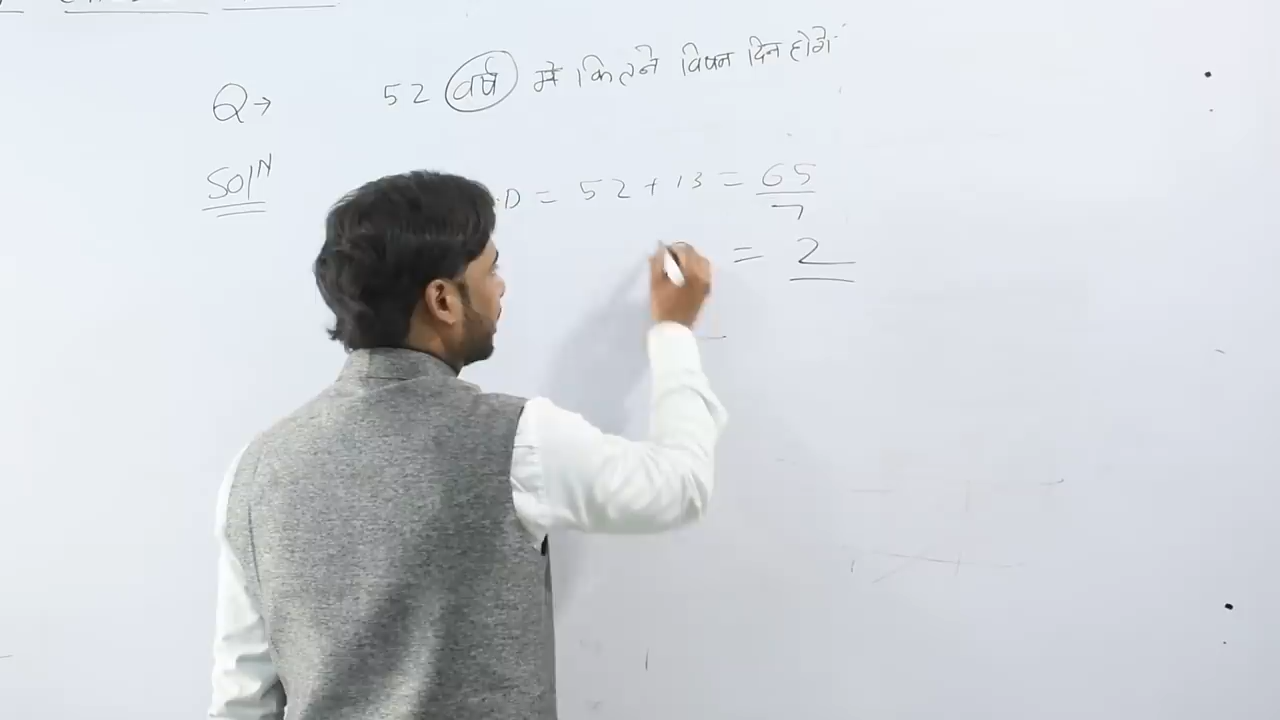 Q→ 52 वर्ष में कितने विषम दिन होंगे
Solᴺ
.D = 52 + 13 = 65/7
= 2